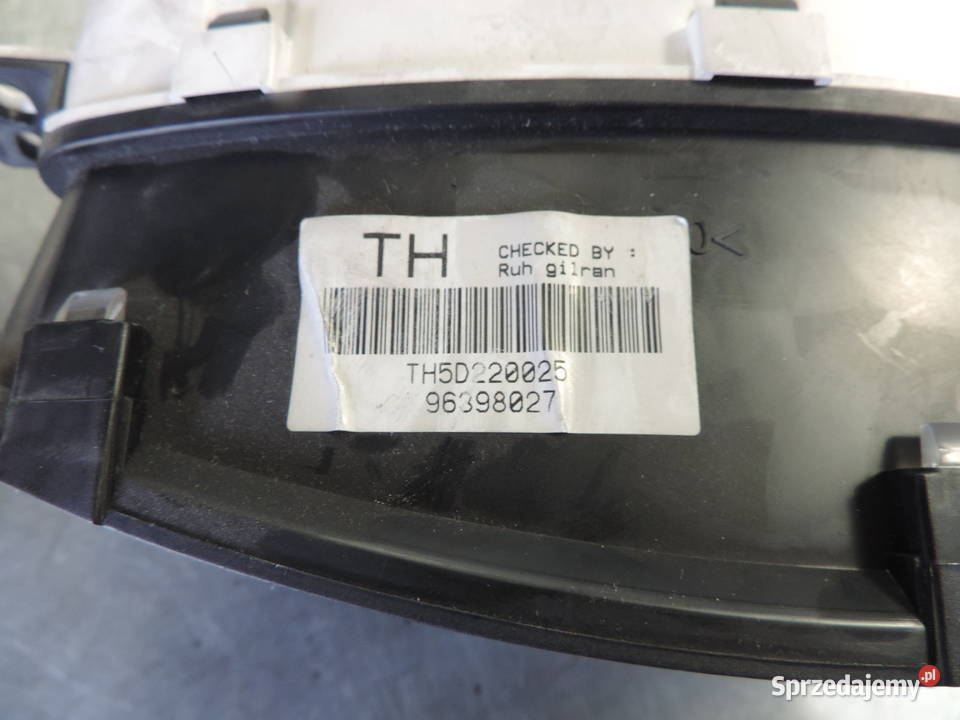 TH
CHECKED BY :
Ruh gilran
TH5D220025
96398027
Sprzedajemy.pl